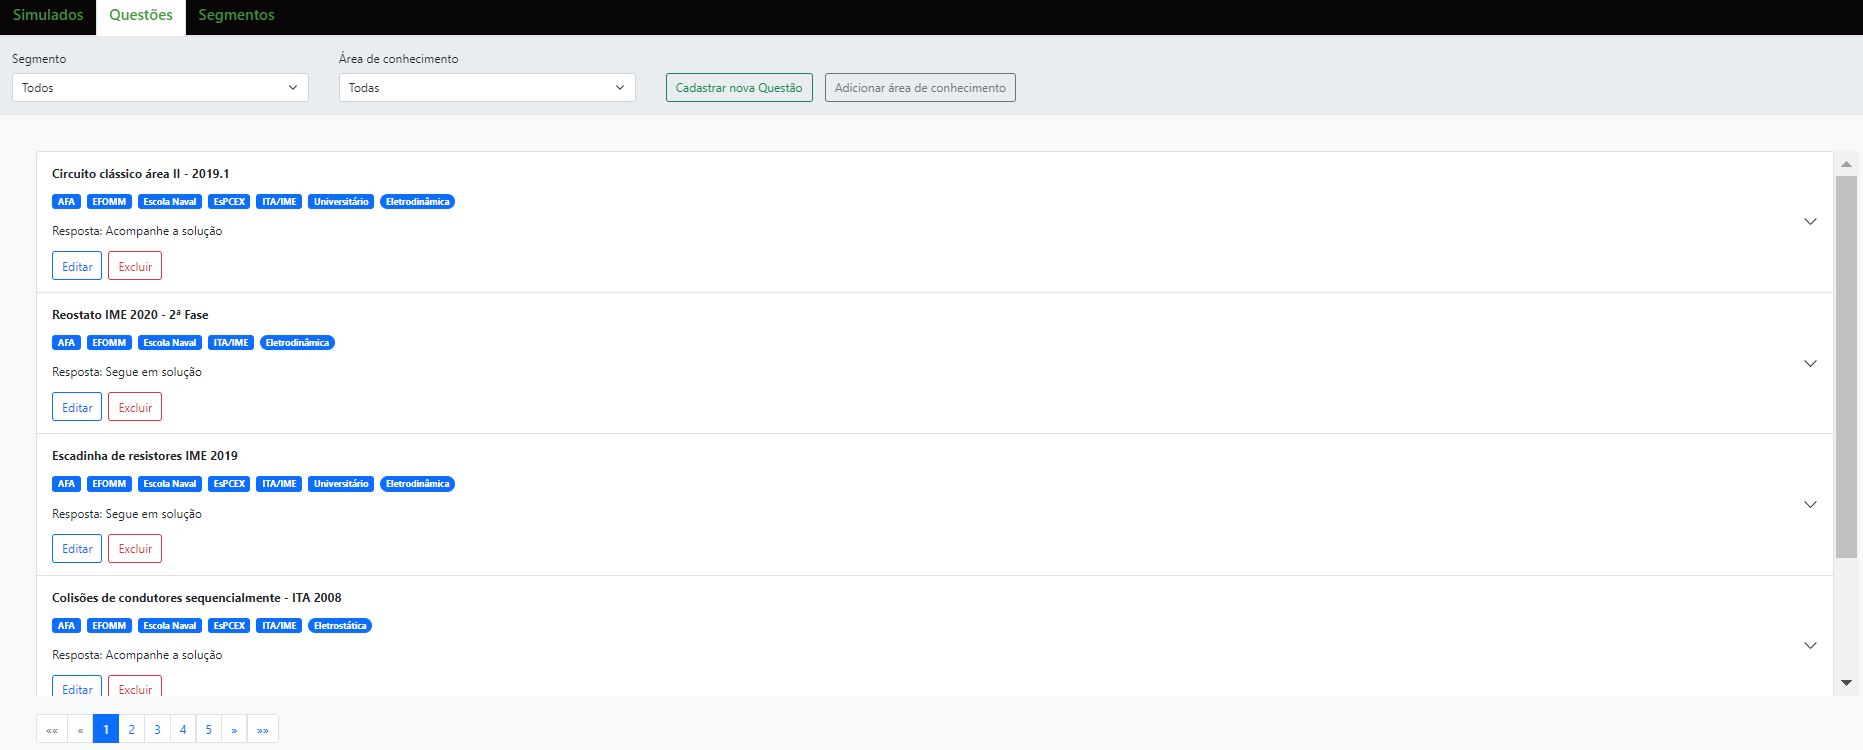 Simulados Questões Segmentos
Segmento Área de conhecimento
Todos Todas Cadastrar nova Questão Adicionar área de conhecimento
Circuito clássico área II - 2019.1
AFA EFOMM Escola Naval EsPCEX ITA/IME Universitário Eletrodinâmica
Resposta: Acompanhe a solução
Editar Excluir
Reostato IME 2020 - 2ª Fase
AFA EFOMM Escola Naval ITA/IME Eletrodinâmica
Resposta: Segue em solução
Editar Excluir
Escadinha de resistores IME 2019
AFA EFOMM Escola Naval EsPCEX ITA/IME Universitário Eletrodinâmica
Resposta: Segue em solução
Editar Excluir
Colisões de condutores sequencialmente - ITA 2008
AFA EFOMM Escola Naval EsPCEX ITA/IME Eletrostática
Resposta: Acompanhe a solução
Editar Excluir
«« « 1 2 3 4 5 » »»